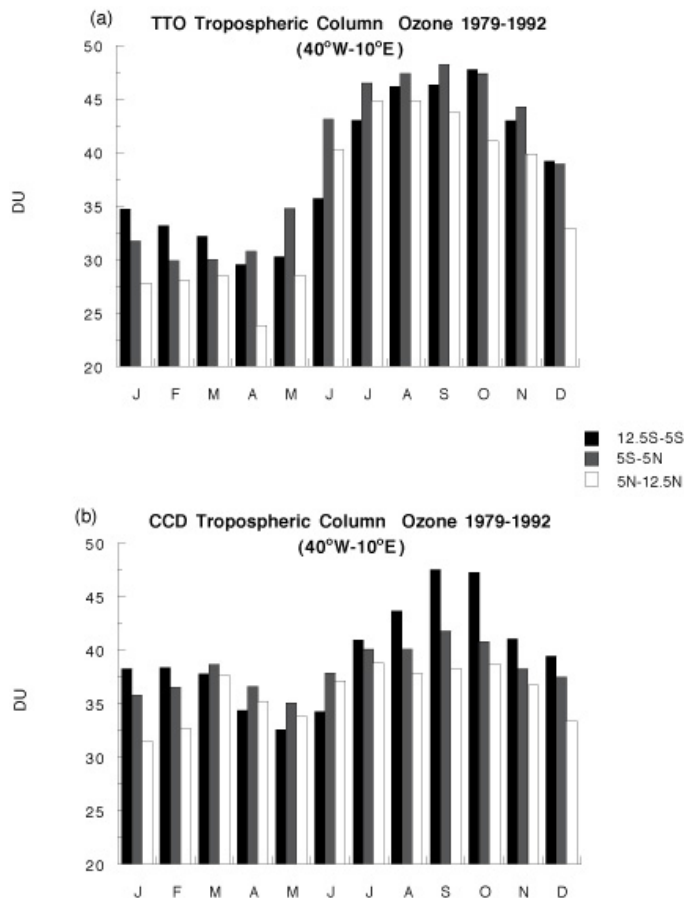 (a)
TTO Tropospheric Column Ozone 1979-1992
(40°W-10°E)
50
45
40
35
30
25
20
DU
J F M A M J J A S O N D
12.5S-5S
5S-5N
5N-12.5N
(b)
CCD Tropospheric Column Ozone 1979-1992
(40°W-10°E)
50
45
40
35
30
25
20
DU
J F M A M J J A S O N D